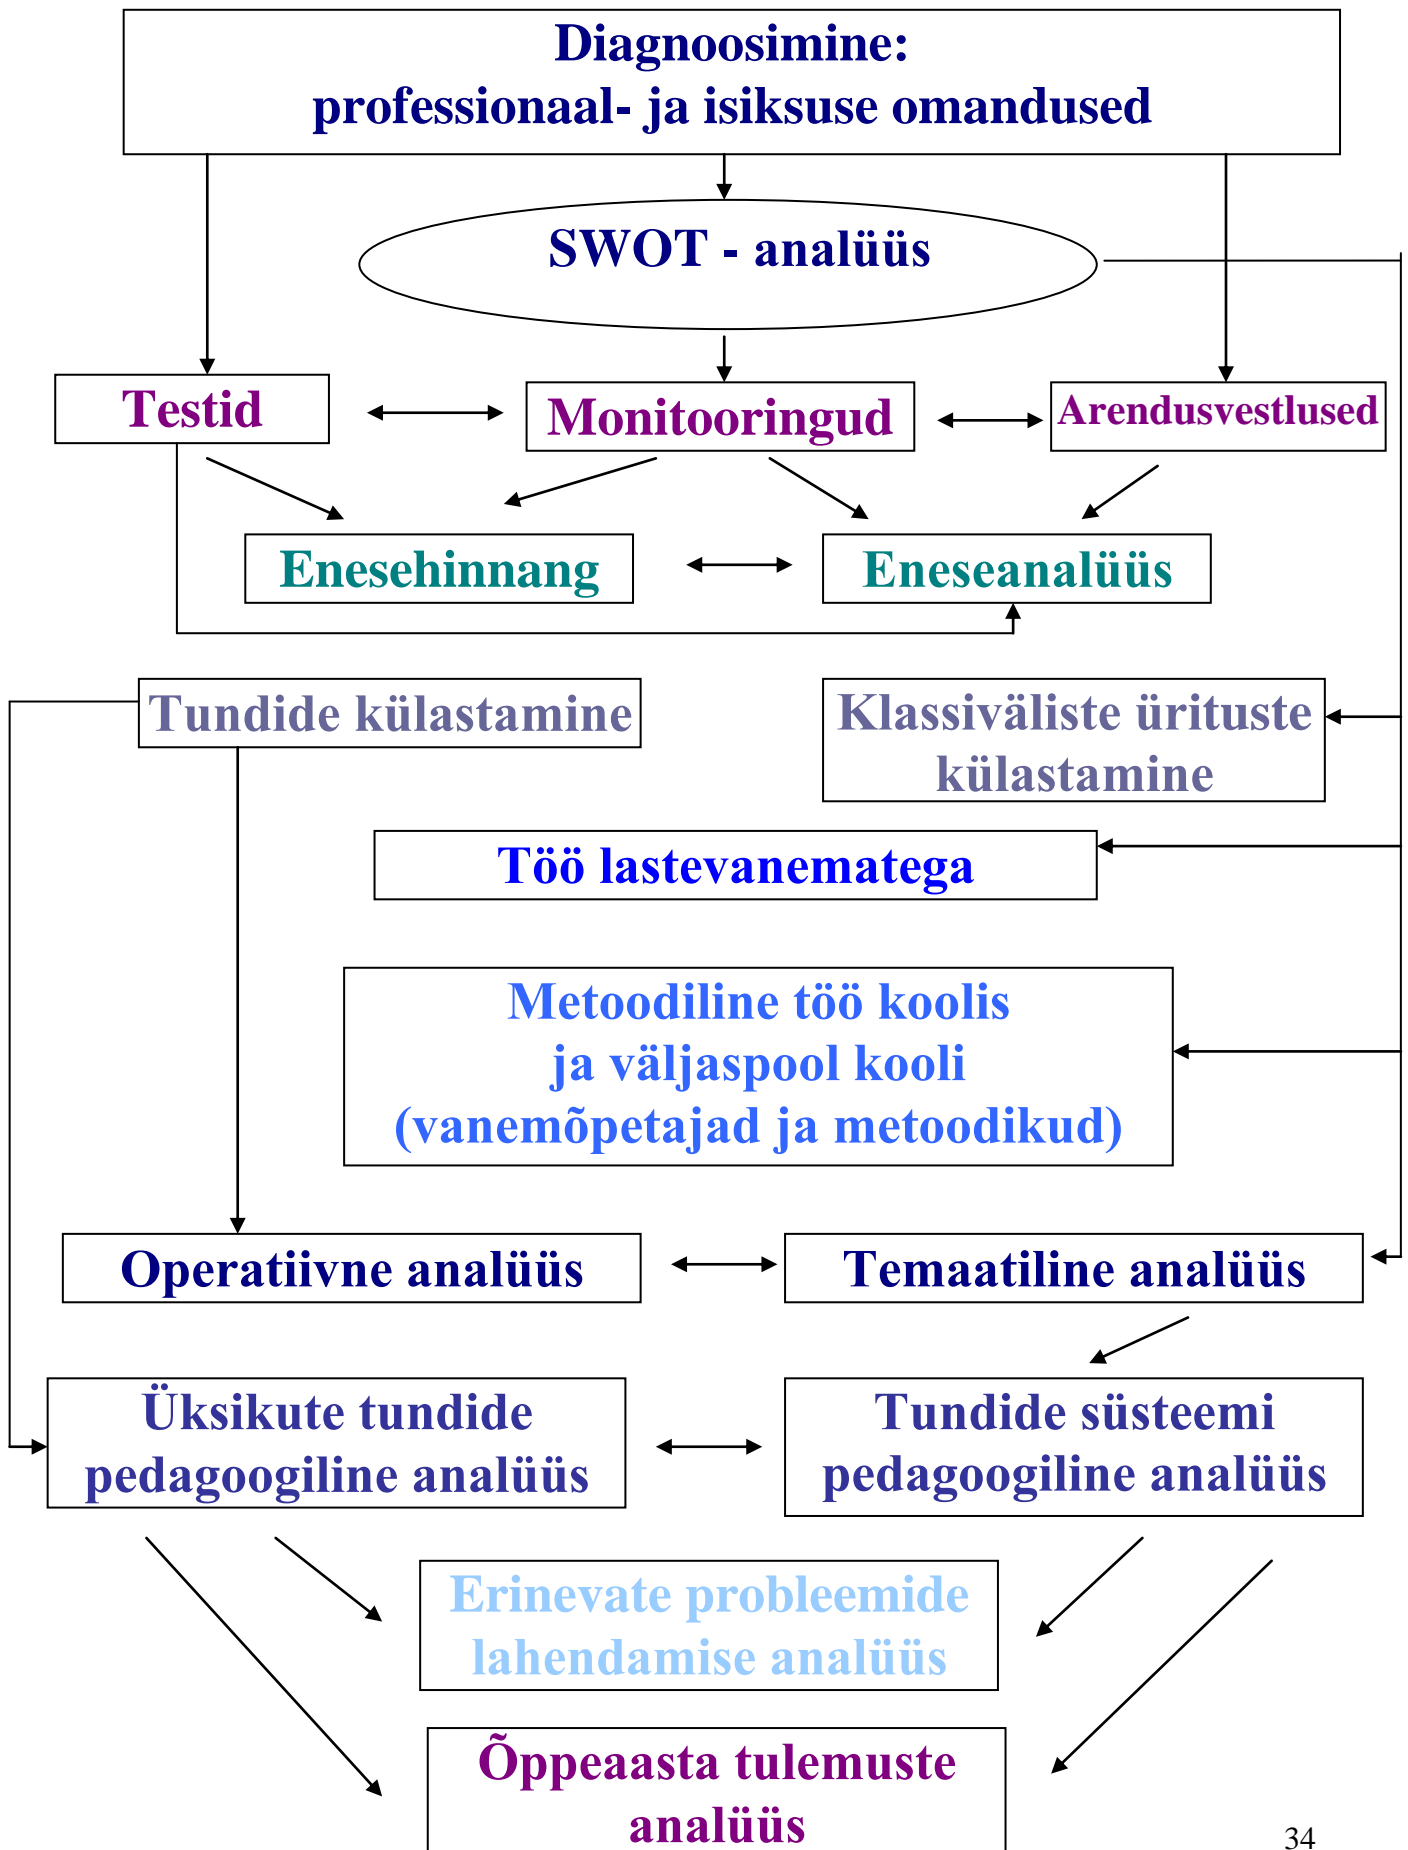 Diagnoosimine:
professionaal- ja isiksuse omandused
SWOT - analüüs
Testid
Monitooringud
Arendusvestlused
Enesehinnang
Eneseanalüüs
Tundide külastamine
Klassiväliste ürituste
külastamine
Töö lastevanematega
Metoodiline töö koolis
ja väljaspool kooli
(vanemõpetajad ja metoodikud)
Operatiivne analüüs
Temaatiline analüüs
Üksikute tundide
pedagoogiline analüüs
Tundide süsteemi
pedagoogiline analüüs
Erinevate probleemide
lahendamise analüüs
Õppeaasta tulemuste
analüüs
34